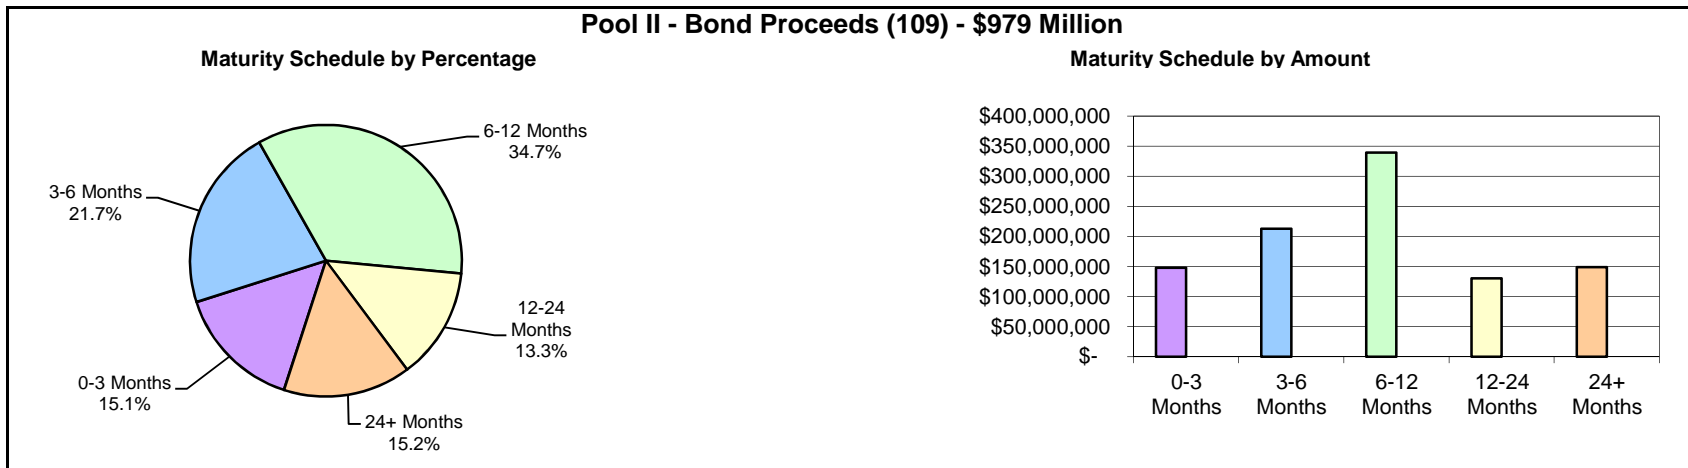 Pool II - Bond Proceeds (109) - $979 Million
Maturity Schedule by Percentage
6-12 Months
34.7%
3-6 Months
21.7%
12-24
Months
13.3%
0-3 Months
15.1%
24+ Months
15.2%
Maturity Schedule by Amount
$400,000,000
$350,000,000
$300,000,000
$250,000,000
$200,000,000
$150,000,000
$100,000,000
$50,000,000
$-
0-3 Months
3-6 Months
6-12 Months
12-24 Months
24+ Months